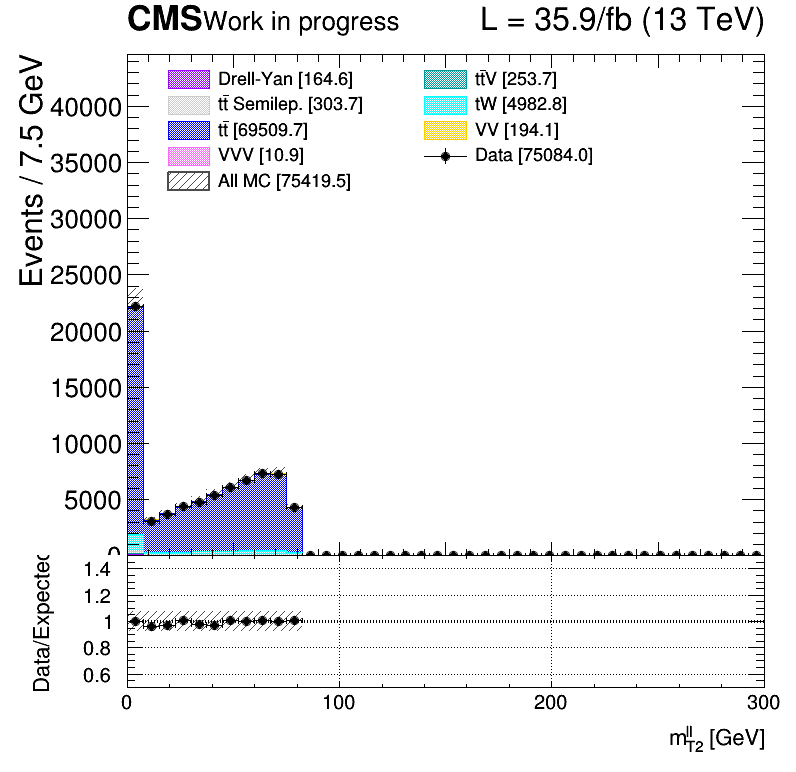 CMS Work in progress L = 35.9/fb (13 TeV)
Events / 7.5 GeV
40000
35000
30000
25000
20000
15000
10000
5000
0
Drell-Yan [164.6]
tt̄ Semilep. [303.7]
tt̄ [69509.7]
VVV [10.9]
All MC [75419.5]
tt̄V [253.7]
tW [4982.8]
VV [194.1]
Data [75084.0]
Data/Expected
1.4
1.2
1
0.8
0.6
0 100 200 300
m_T2^ll [GeV]